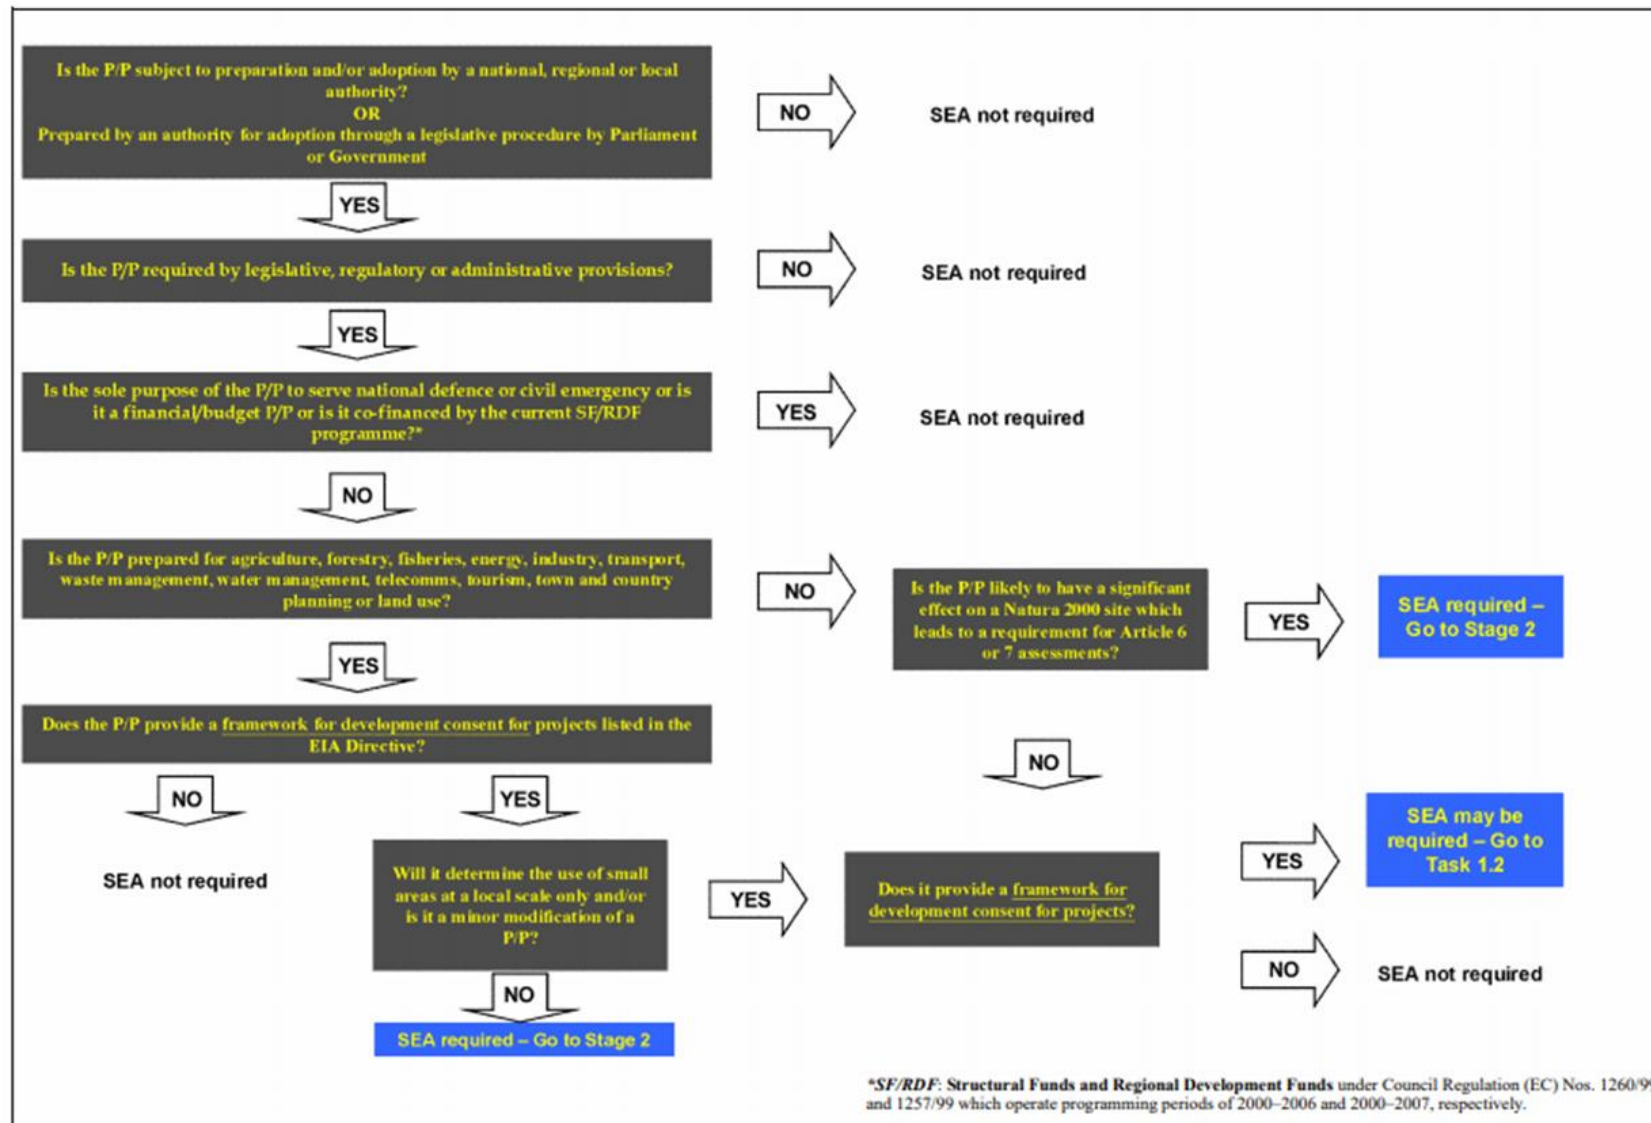 Is the P/P subject to preparation and/or adoption by a national, regional or local
authority?
OR
Prepared by an authority for adoption through a legislative procedure by Parliament
or Government
NO
SEA not required
YES
Is the P/P required by legislative, regulatory or administrative provisions?
NO
SEA not required
YES
Is the sole purpose of the P/P to serve national defence or civil emergency or is
it a financial/budget P/P or is it co-financed by the current SF/RDF
programme?*
YES
SEA not required
NO
Is the P/P prepared for agriculture, forestry, fisheries, energy, industry, transport,
waste management, water management, telecomms, tourism, town and country
planning or land use?
NO
Is the P/P likely to have a significant
effect on a Natura 2000 site which
leads to a requirement for Article 6
or 7 assessments?
YES
SEA required –
Go to Stage 2
YES
Does the P/P provide a framework for development consent for projects listed in the
EIA Directive?
NO
NO
YES
SEA not required
Will it determine the use of small
areas at a local scale only and/or
is it a minor modification of a
P/P?
YES
Does it provide a framework for
development consent for projects?
YES
SEA may be
required – Go to
Task 1.2
NO
SEA not required
NO
SEA required – Go to Stage 2
*SF/RDF: Structural Funds and Regional Development Funds under Council Regulation (EC) Nos. 1260/99
and 1257/99 which operate programming periods of 2000–2006 and 2000–2007, respectively.